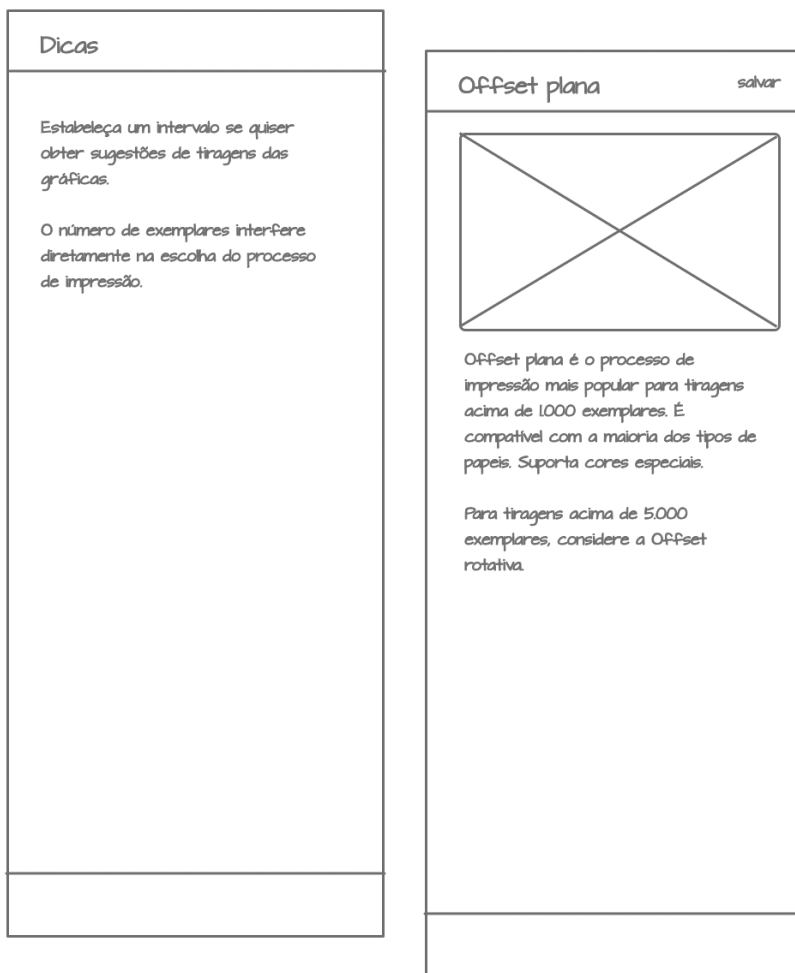 Dicas
Estabeleça um intervalo se quiser
obter sugestões de tiragens das
gráficas.
O número de exemplares interfere
diretamente na escolha do processo
de impressão.
Offset plana
salvar
Offset plana é o processo de
impressão mais popular para tiragens
acima de 1.000 exemplares. É
compatível com a maioria dos tipos de
papeis. Suporta cores especiais.
Para tiragens acima de 5.000
exemplares, considere a Offset
rotativa.